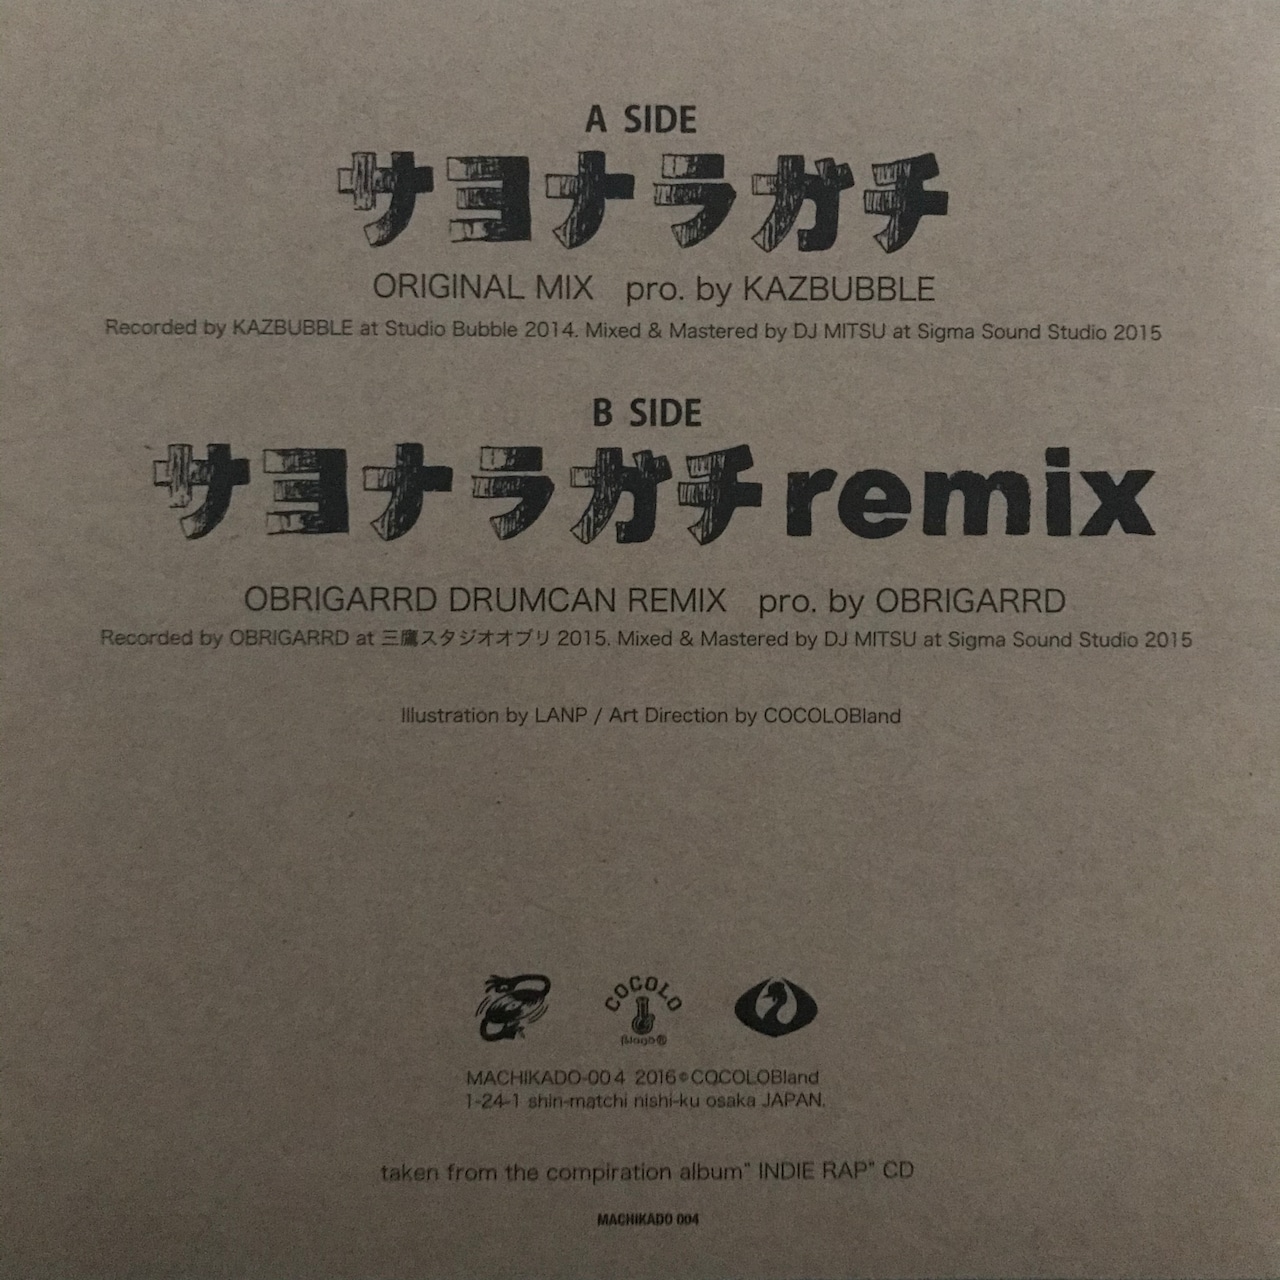 A SIDE
サヨナラガチ
ORIGINAL MIX pro. by KAZBUBBLE
Recorded by KAZBUBBLE at Studio Bubble 2014. Mixed & Mastered by DJ MITSU at Sigma Sound Studio 2015
B SIDE
サヨナラガチremix
OBRIGARRD DRUMCAN REMIX pro. by OBRIGARRD
Recorded by OBRIGARRD at 三鷹スタジオオブリ 2015. Mixed & Mastered by DJ MITSU at Sigma Sound Studio 2015
Illustration by LANP / Art Direction by COCOLOBland
COCOLO
MACHIKADO-004 2016©COCOLOBland
1-24-1 shin-matchi nishi-ku osaka JAPAN.
taken from the compiration album" INDIE RAP" CD
MACHIKADO 004